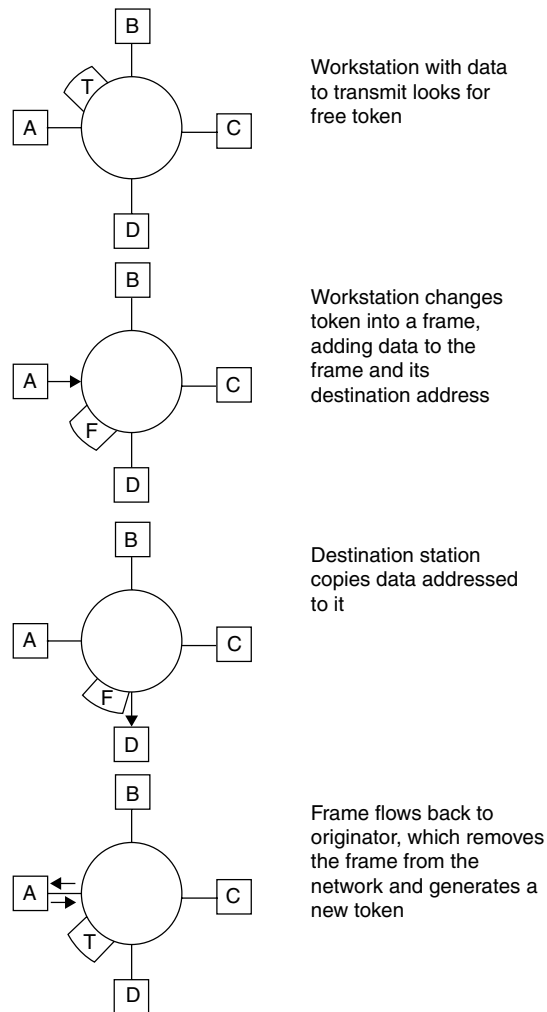 B
T
Workstation with data
to transmit looks for
free token
A
C
D
B
Workstation changes
token into a frame,
adding data to the
frame and its
destination address
A
C
F
D
B
Destination station
copies data addressed
to it
A
C
F
D
B
Frame flows back to
originator, which removes
the frame from the
network and generates a
new token
A
C
T
D